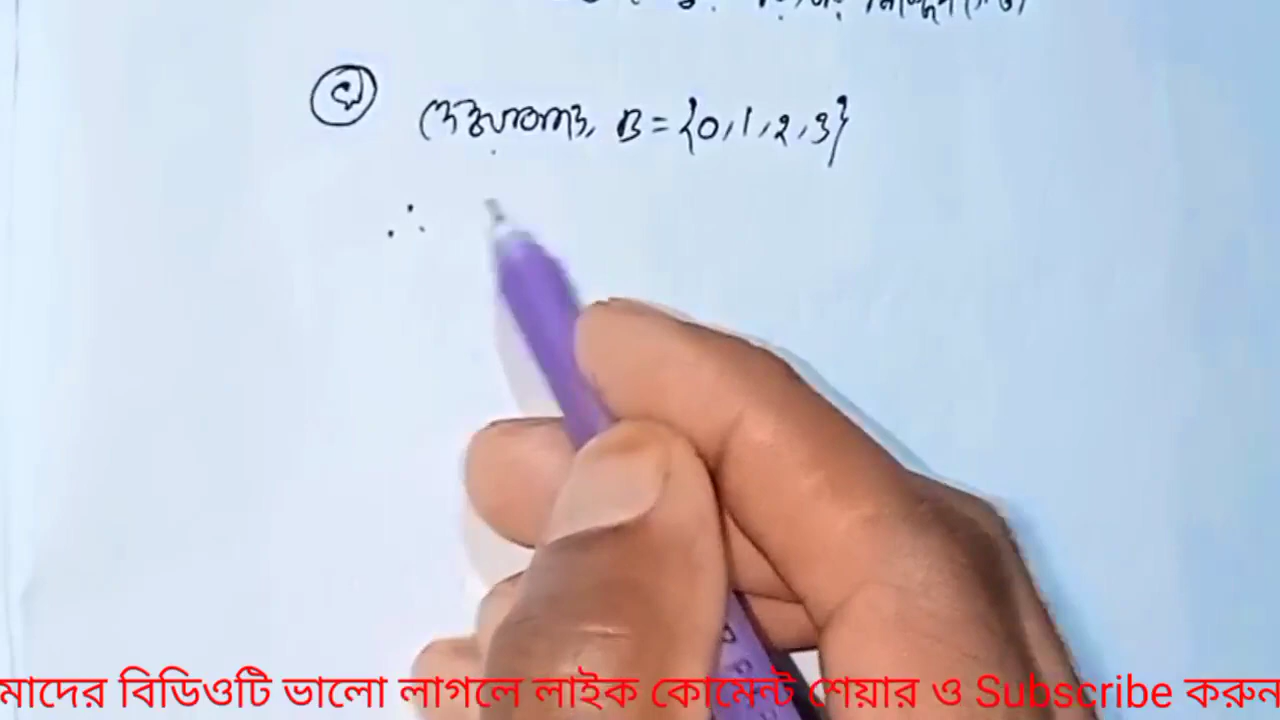 ঘ দেওয়া আছে, B = {0, 1, 2, 3}
∴
মাদের বিডিওটি ভালো লাগলে লাইক কোমেন্ট শেয়ার ও Subscribe করুন